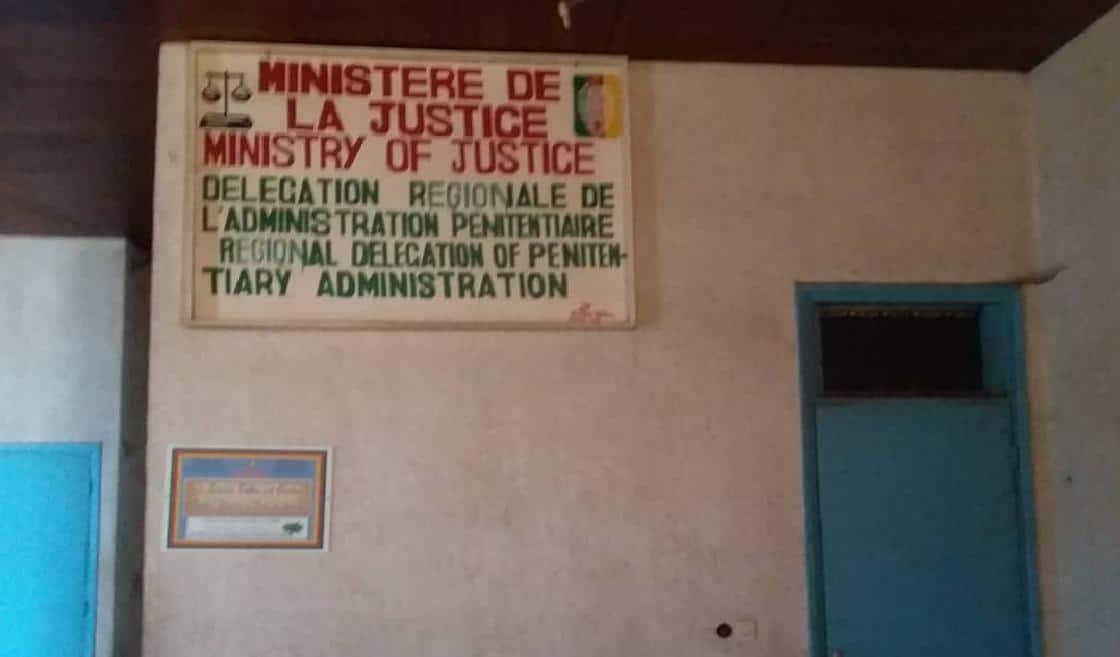 MINISTERE DE
LA JUSTICE
MINISTRY OF JUSTICE
DELEGATION REGIONALE DE
L'ADMINISTRATION PENITENTIAIRE
REGIONAL DELEGATION OF PENITEN-
TIARY ADMINISTRATION